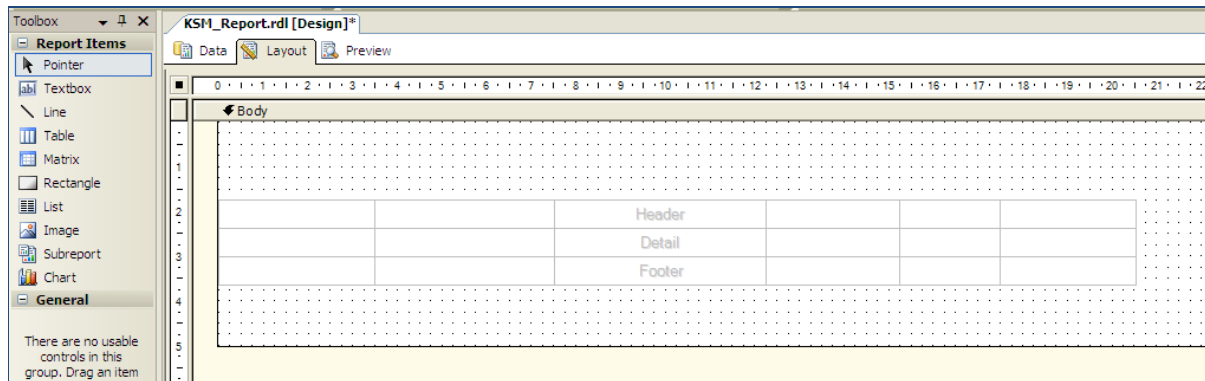 Toolbox
Report Items
Pointer
Textbox
Line
Table
Matrix
Rectangle
List
Image
Subreport
Chart
General
There are no usable
controls in this
group. Drag an item
KSM_Report.rdl [Design]*
Data Layout Preview
0 1 2 3 4 5 6 7 8 9 10 11 12 13 14 15 16 17 18 19 20 21 22
Body
1
2
3
4
5
Header
Detail
Footer